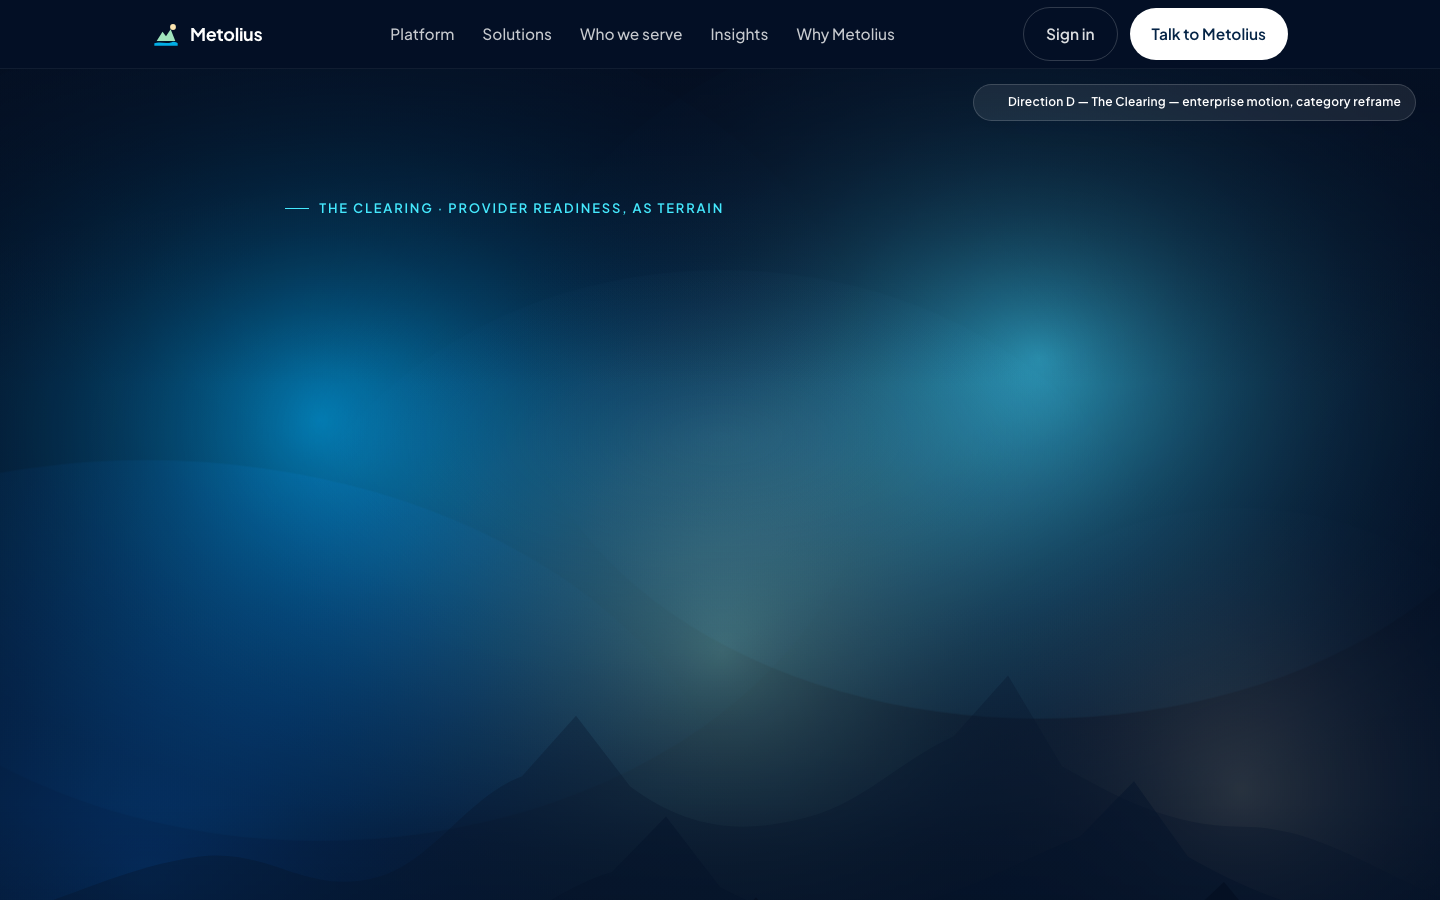 Metolius
Platform
Solutions
Who we serve
Insights
Why Metolius
Sign in
Talk to Metolius
Direction D — The Clearing — enterprise motion, category reframe
THE CLEARING · PROVIDER READINESS, AS TERRAIN